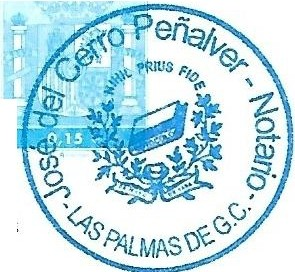 José del Cerro Peñalver - Notario -
LAS PALMAS DE G.C. -
NIHIL PRIUS FIDE
0,15